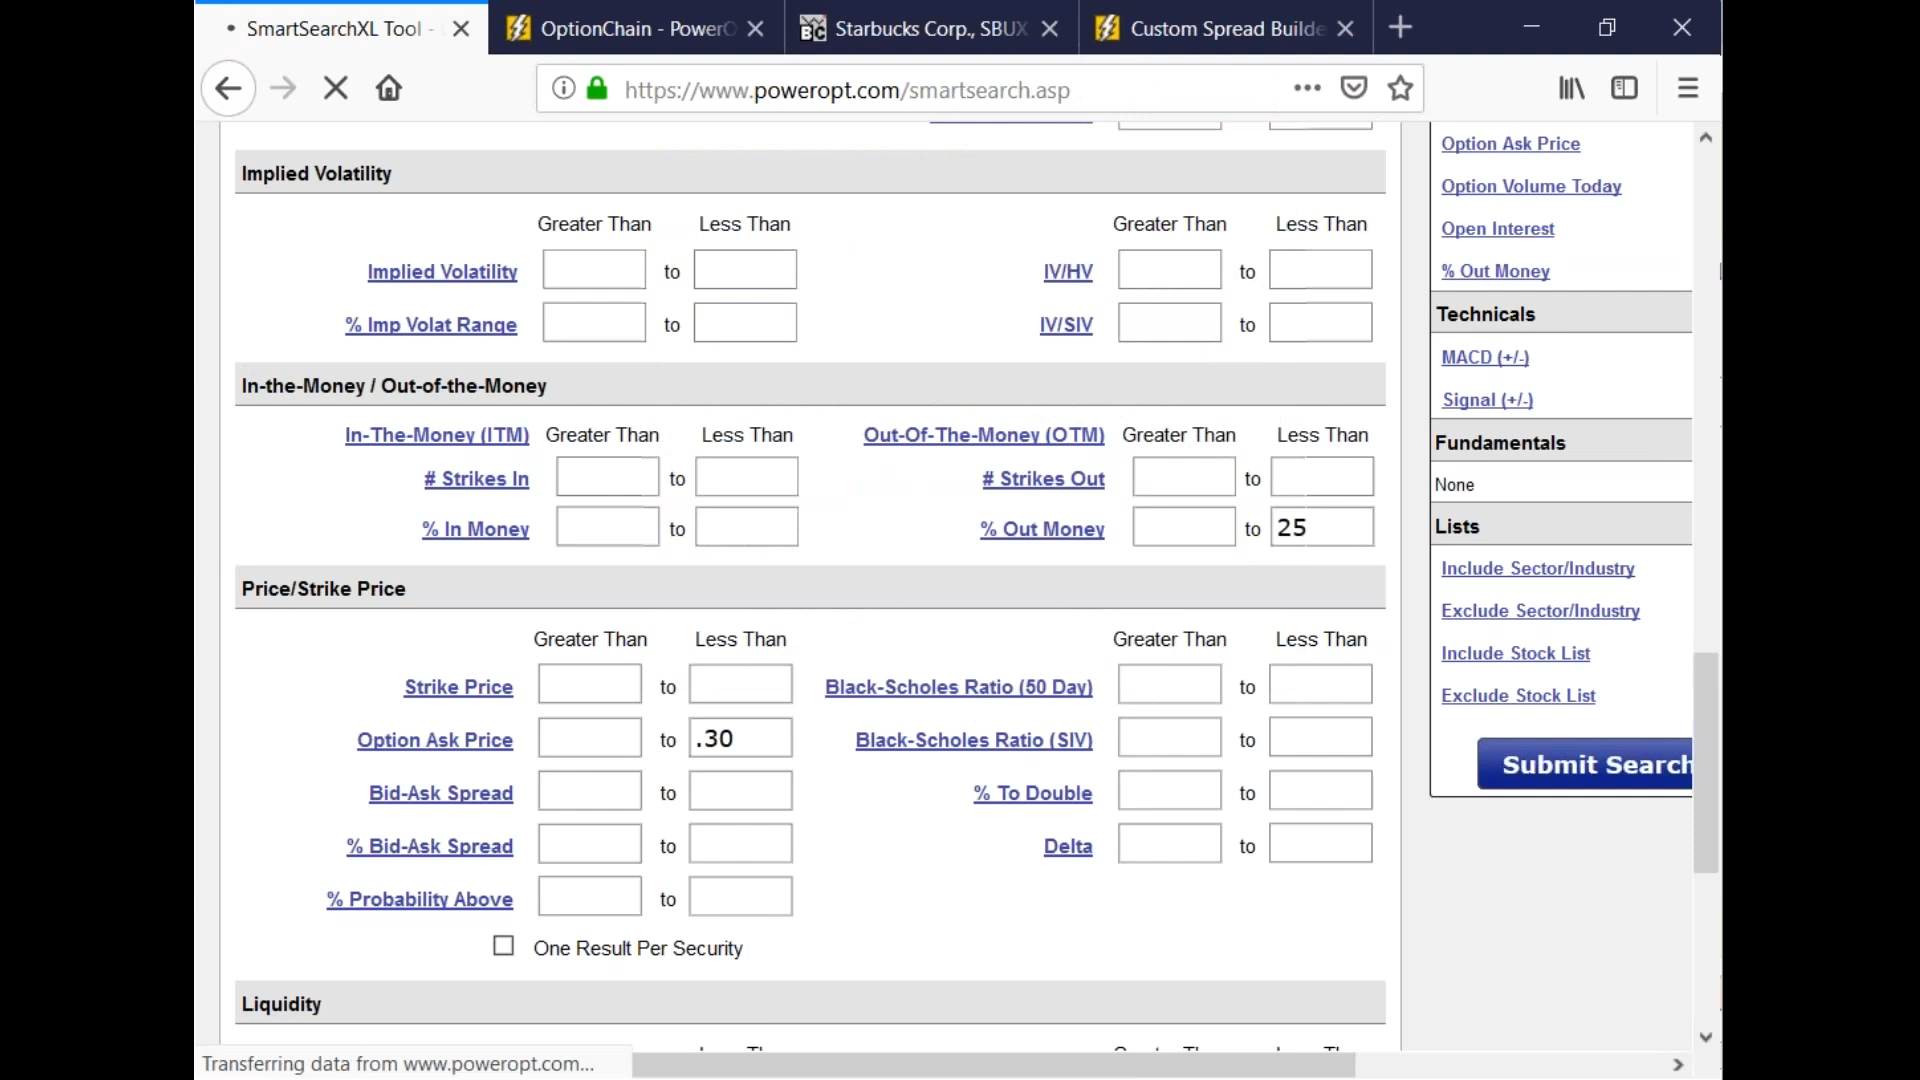 SmartSearchXL Tool -
OptionChain - PowerO
Starbucks Corp., SBUX
Custom Spread Builde
https://www.poweropt.com/smartsearch.asp
Implied Volatility
Greater Than Less Than Greater Than Less Than
Implied Volatility to IV/HV to
% Imp Volat Range to IV/SIV to
In-the-Money / Out-of-the-Money
In-The-Money (ITM) Greater Than Less Than Out-Of-The-Money (OTM) Greater Than Less Than
# Strikes In to # Strikes Out to
% In Money to % Out Money to 25
Price/Strike Price
Greater Than Less Than Greater Than Less Than
Strike Price to Black-Scholes Ratio (50 Day) to
Option Ask Price to .30 Black-Scholes Ratio (SIV) to
Bid-Ask Spread to % To Double to
% Bid-Ask Spread to Delta to
% Probability Above to
One Result Per Security
Liquidity
Option Ask Price
Option Volume Today
Open Interest
% Out Money
Technicals
MACD (+/-)
Signal (+/-)
Fundamentals
None
Lists
Include Sector/Industry
Exclude Sector/Industry
Include Stock List
Exclude Stock List
Submit Search
Transferring data from www.poweropt.com...